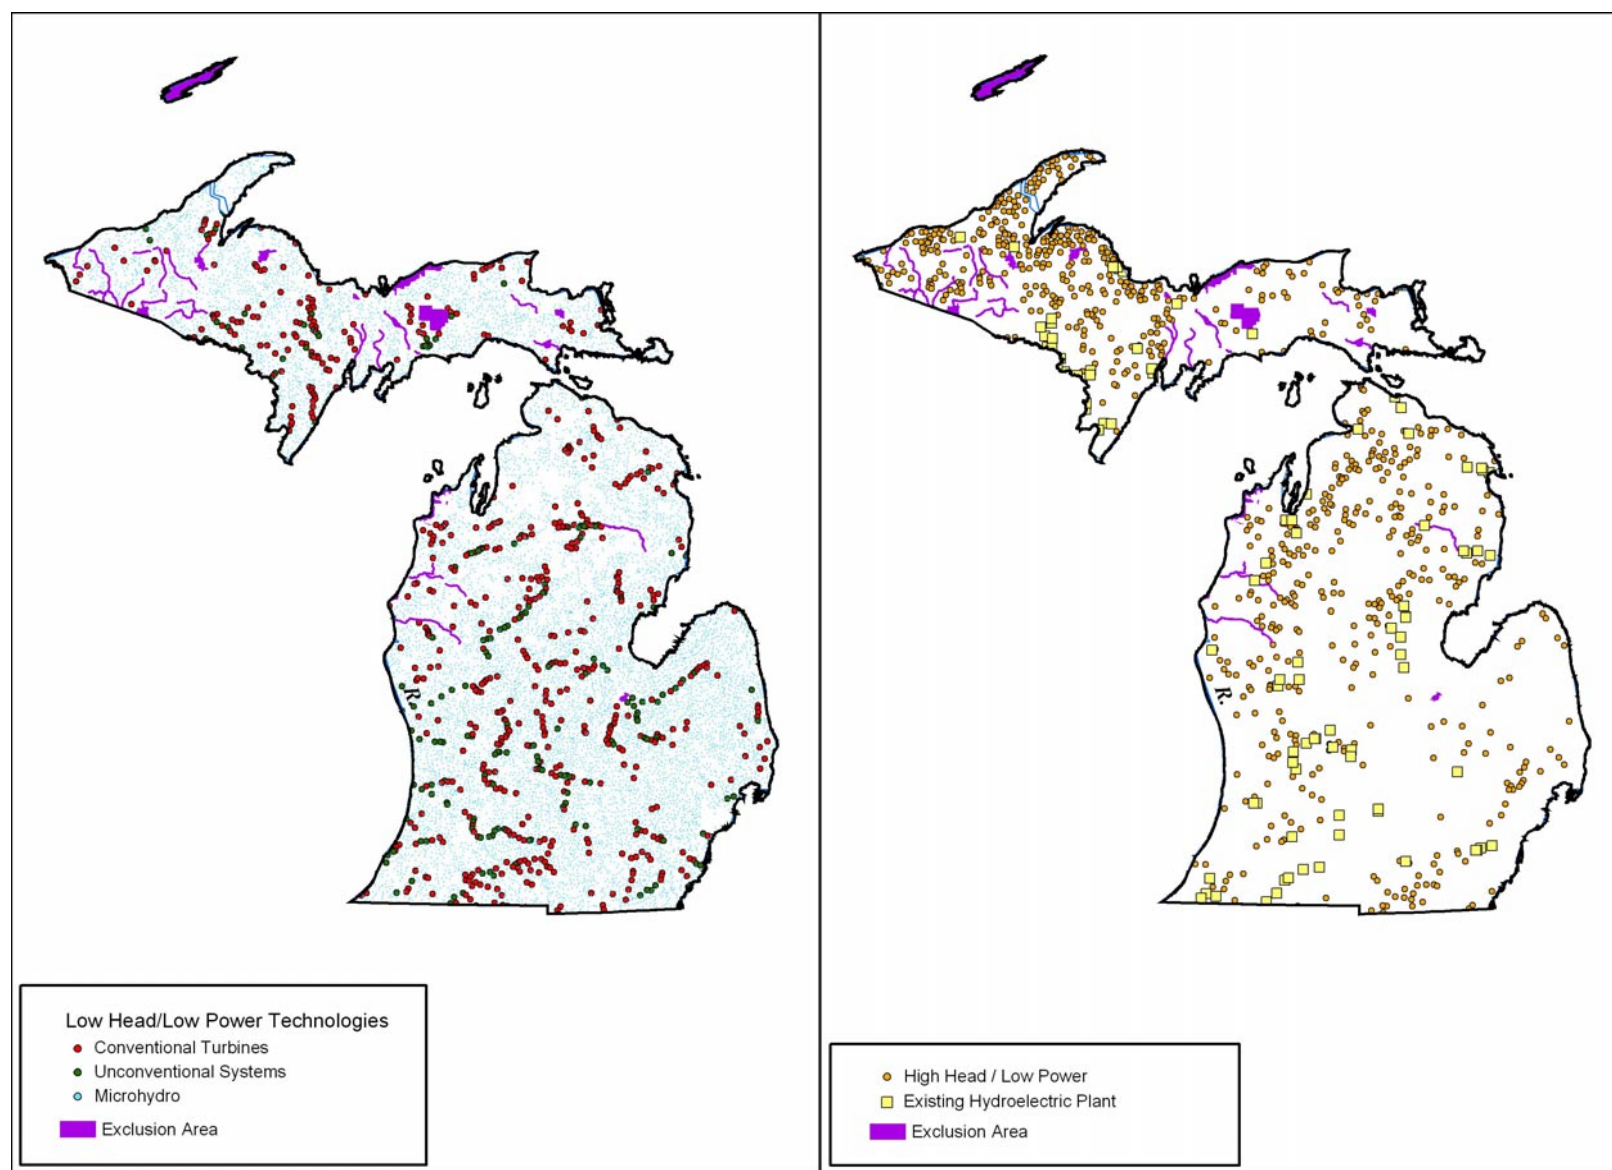 R.
Low Head/Low Power Technologies
Conventional Turbines
Unconventional Systems
Microhydro
Exclusion Area
R.
High Head / Low Power
Existing Hydroelectric Plant
Exclusion Area